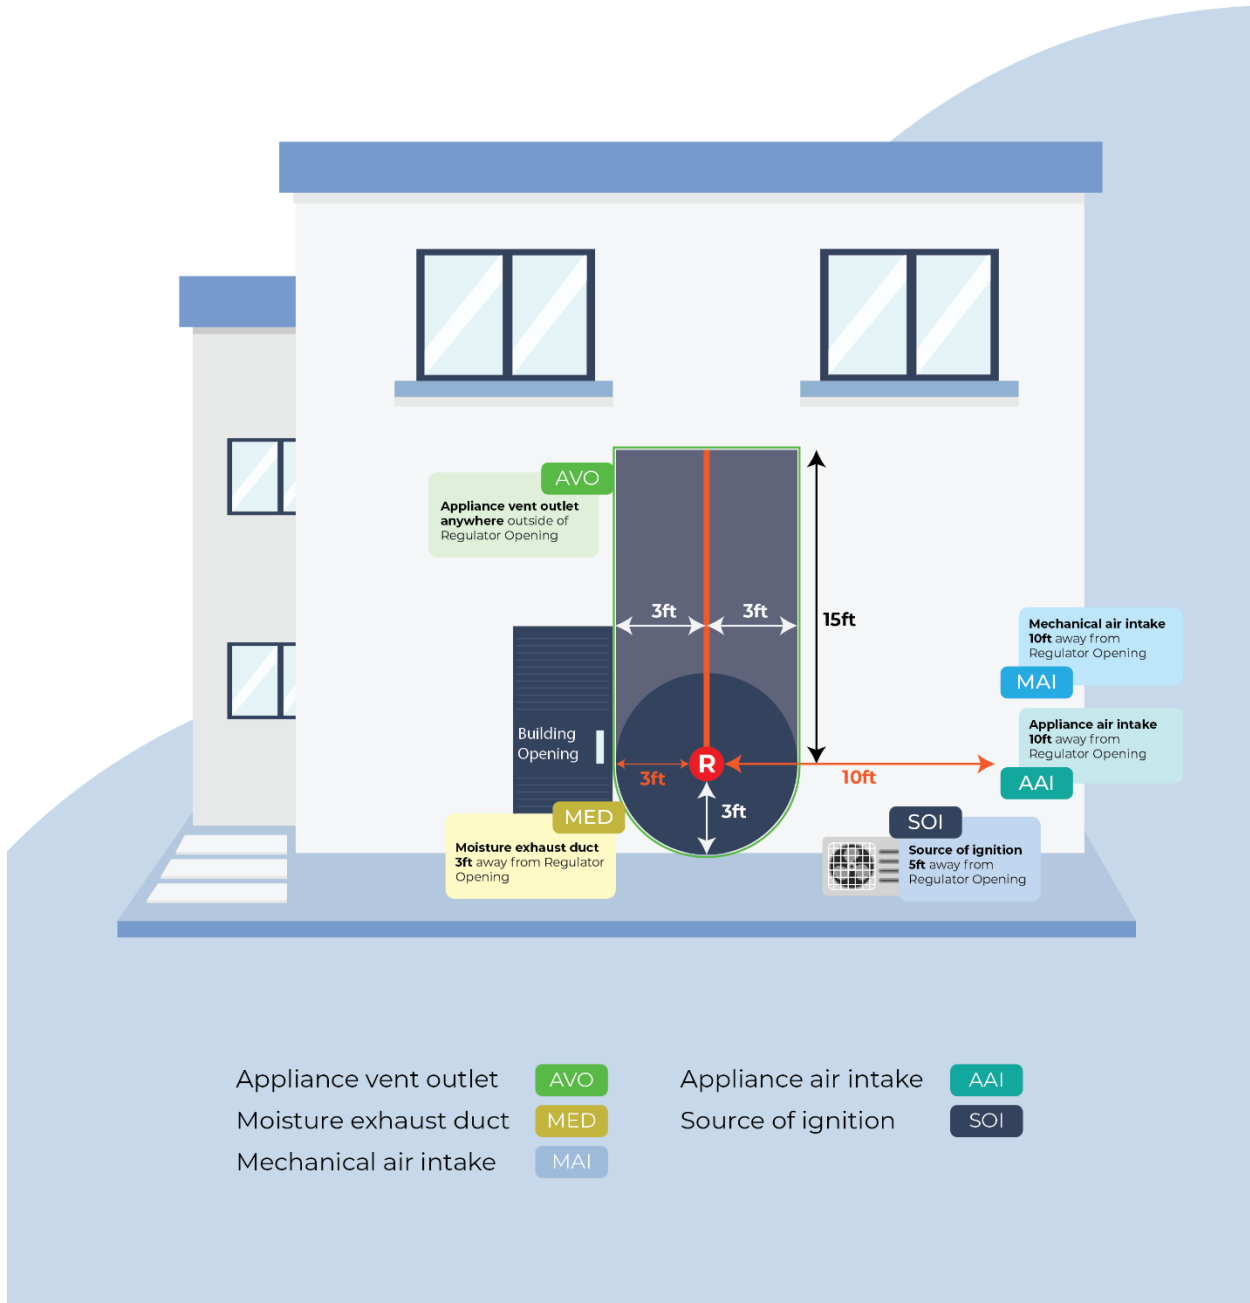 AVO
Appliance vent outlet
anywhere outside of
Regulator Opening
3ft
3ft
15ft
Mechanical air intake
10ft away from
Regulator Opening
MAI
Appliance air intake
10ft away from
Regulator Opening
AAI
Building
Opening
R
3ft
10ft
3ft
MED
Moisture exhaust duct
3ft away from Regulator
Opening
SOI
Source of ignition
5ft away from
Regulator Opening
Appliance vent outlet AVO
Moisture exhaust duct MED
Mechanical air intake MAI
Appliance air intake AAI
Source of ignition SOI